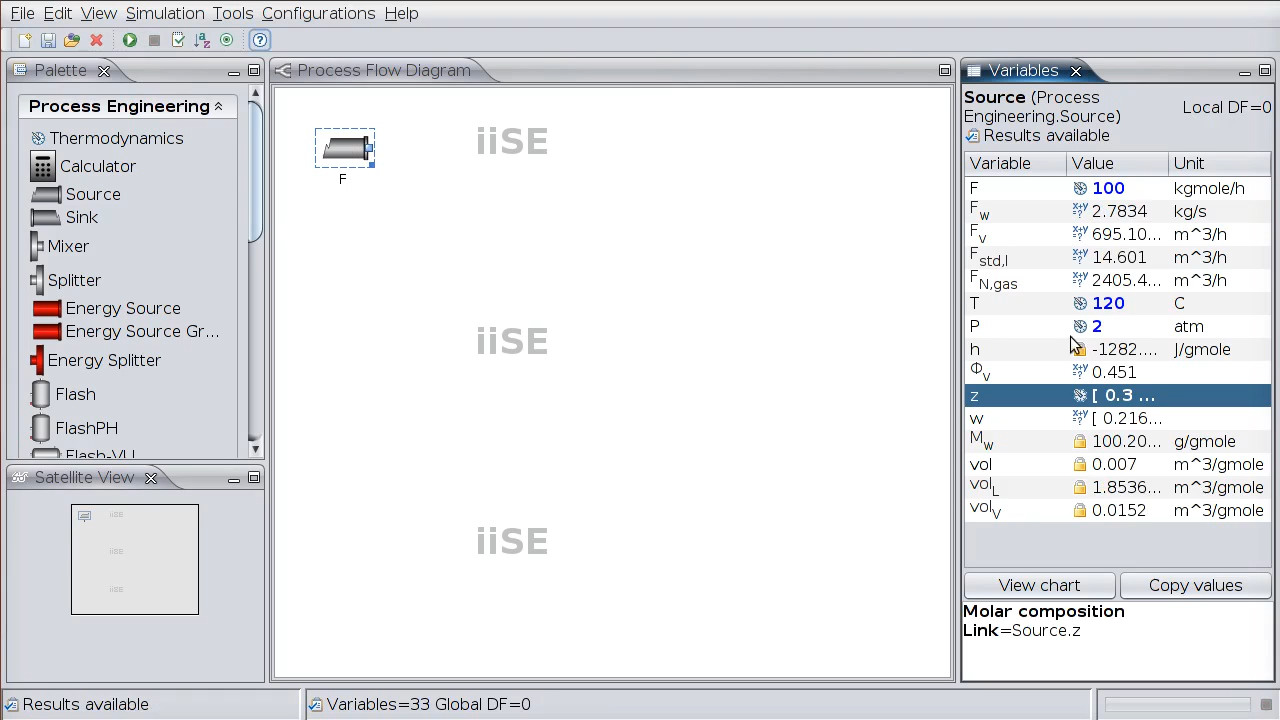 File Edit View Simulation Tools Configurations Help
Palette
Process Engineering
Thermodynamics
Calculator
Source
Sink
Mixer
Splitter
Energy Source
Energy Source Gr...
Energy Splitter
Flash
FlashPH
Flash-VU
Satellite View
iiSE
iiSE
iiSE
Process Flow Diagram
F
iiSE
iiSE
iiSE
Variables
Source (Process Engineering.Source)
Local DF=0
Results available
Variable Value Unit
F 100 kgmole/h
Fw 2.7834 kg/s
Fv 695.10... m^3/h
Fstd,l 14.601 m^3/h
FN,gas 2405.4... m^3/h
T 120 C
P 2 atm
h -1282.... J/gmole
Φv 0.451
z [ 0.3 ...
w [ 0.216...
Mw 100.20... g/gmole
vol 0.007 m^3/gmole
volL 1.8536... m^3/gmole
volV 0.0152 m^3/gmole
View chart Copy values
Molar composition
Link=Source.z
Results available
Variables=33 Global DF=0